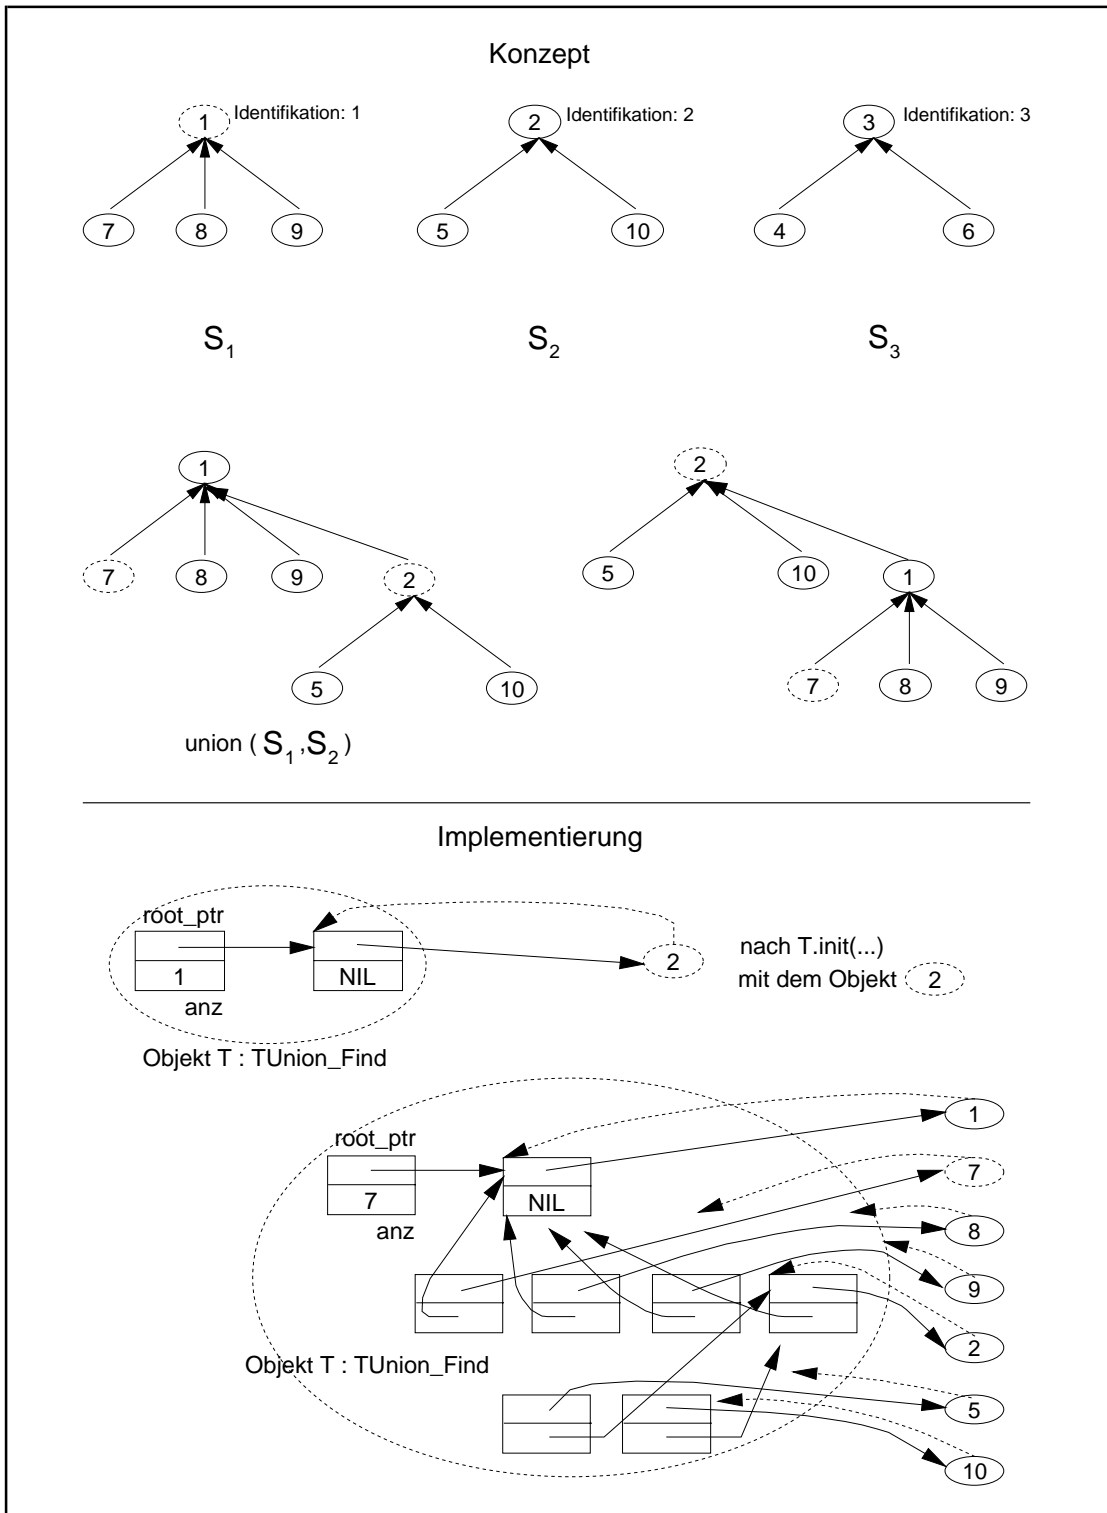 Konzept
1 Identifikation: 1
2 Identifikation: 2
3 Identifikation: 3
7 8 9 5 10 4 6
S1 S2 S3
1 2
7 8 9 2 5 10 1
5 10 7 8 9
union ( S1 ,S2 )
Implementierung
root_ptr
1
anz
NIL
2
nach T.init(...)
mit dem Objekt 2
Objekt T : TUnion_Find
root_ptr
7
anz
NIL
1
7
8
9
2
5
10
Objekt T : TUnion_Find